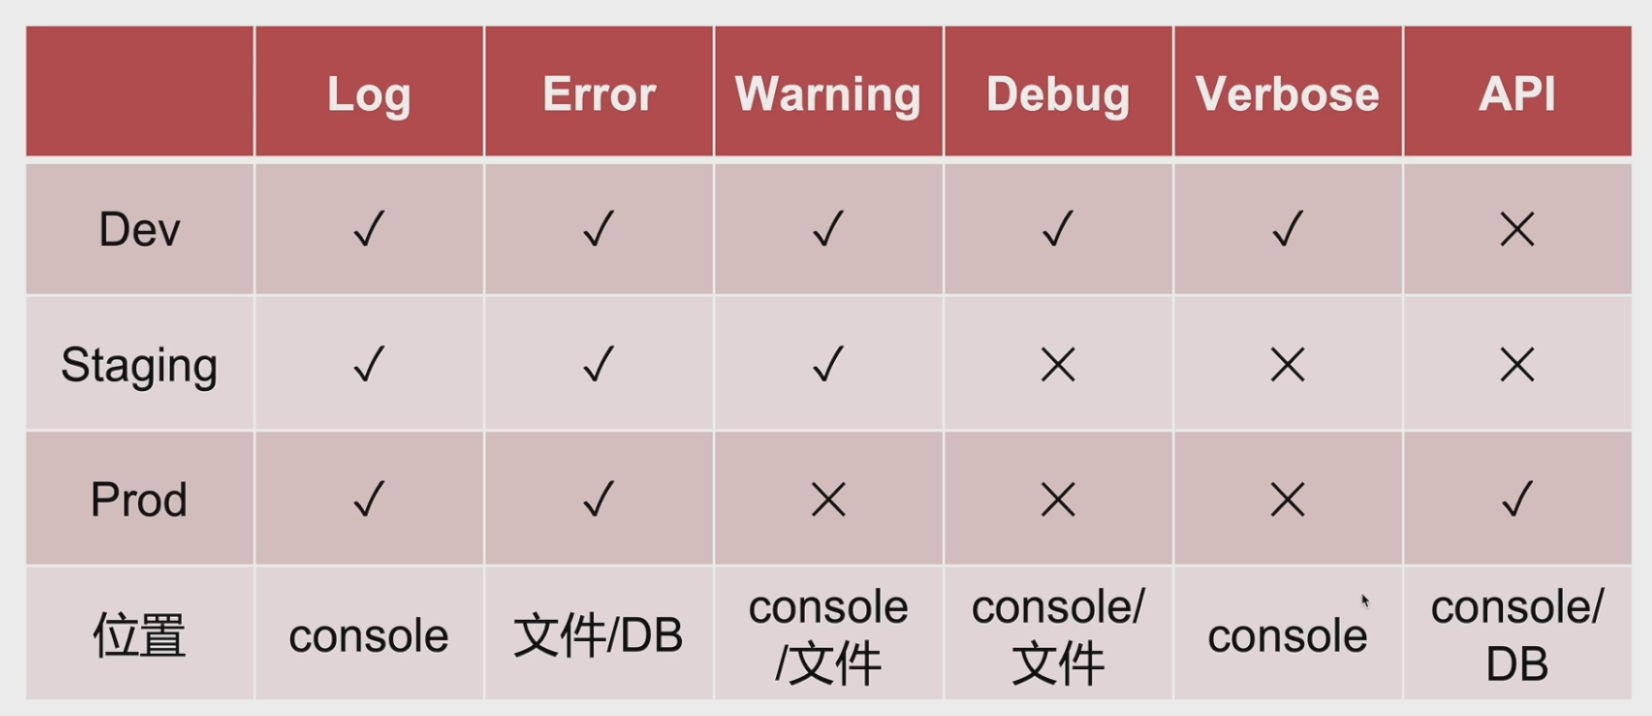 Log Error Warning Debug Verbose API
Dev ✓ ✓ ✓ ✓ ✓ ×
Staging ✓ ✓ ✓ × × ×
Prod ✓ ✓ × × × ✓
位置 console 文件/DB console /文件 console/ 文件 console console/ DB